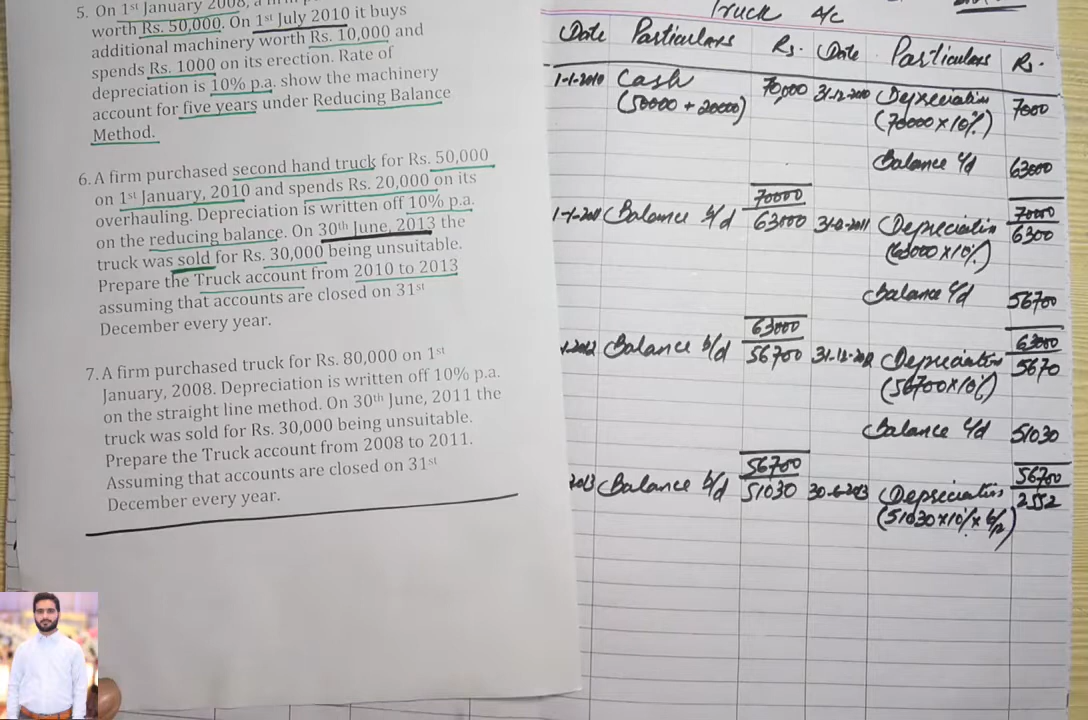 5. On 1st January 2008, a
worth Rs. 50,000. On 1st July 2010 it buys
additional machinery worth Rs. 10,000 and
spends Rs. 1000 on its erection. Rate of
depreciation is 10% p.a. show the machinery
account for five years under Reducing Balance
Method.
6. A firm purchased second hand truck for Rs. 50,000
on 1st January, 2010 and spends Rs. 20,000 on its
overhauling. Depreciation is written off 10% p.a.
on the reducing balance. On 30th June, 2013 the
truck was sold for Rs. 30,000 being unsuitable.
Prepare the Truck account from 2010 to 2013
assuming that accounts are closed on 31st
December every year.
7. A firm purchased truck for Rs. 80,000 on 1st
January, 2008. Depreciation is written off 10% p.a.
on the straight line method. On 30th June, 2011 the
truck was sold for Rs. 30,000 being unsuitable.
Prepare the Truck account from 2008 to 2011.
Assuming that accounts are closed on 31st
December every year.
Truck A/c
Date Particulars Rs. Date Particulars Rs.
1-1-2010 Cash 70,000 31-12-2010 Depreciation 7000
(50000 + 20000) (70000 x 10%)
Balance c/d 63000
70000 70000
1-1-2011 Balance b/d 63000 31-12-2011 Depreciation 6300
(63000 x 10%)
Balance c/d 56700
63000 63000
1-2012 Balance b/d 56700 31-12-2012 Depreciation 5670
(56700 x 10%)
Balance c/d 51030
56700 56700
2013 Balance b/d 51030 30-6-2013 Depreciation 2552
(51030 x 10% x 6/12)